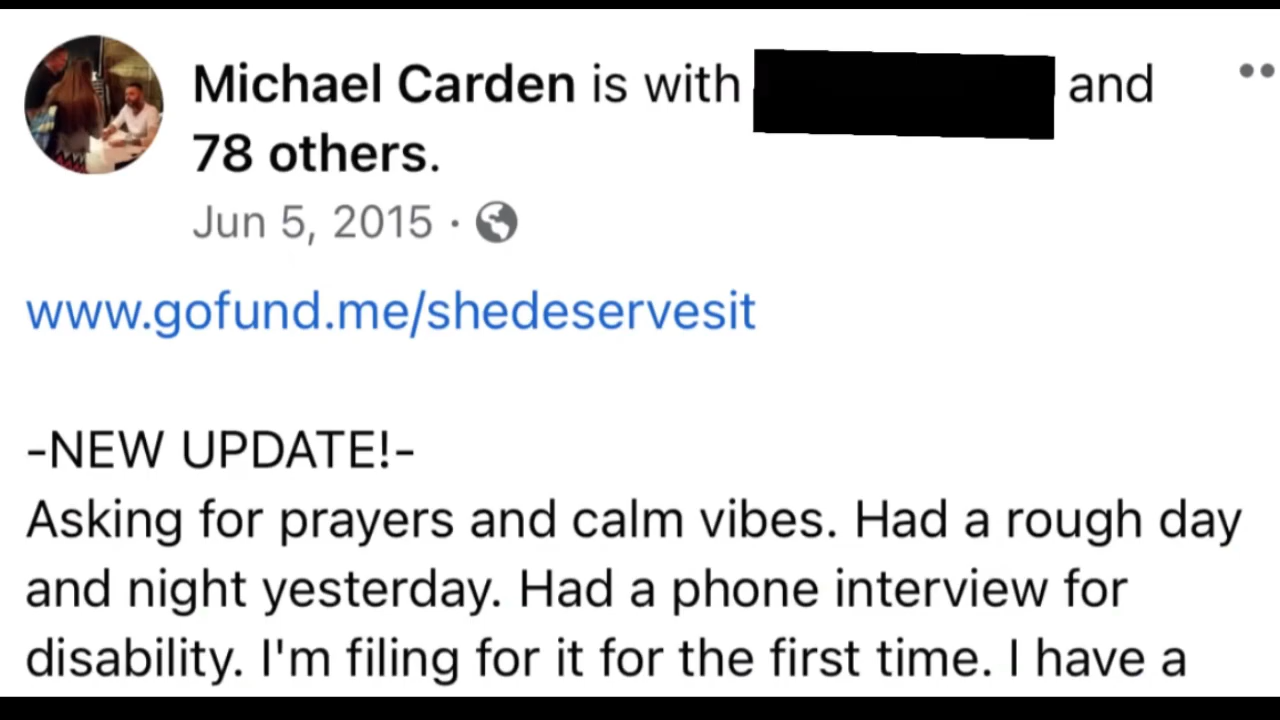 Michael Carden is with and
78 others.
Jun 5, 2015 ·
www.gofund.me/shedeservesit
-NEW UPDATE!-
Asking for prayers and calm vibes. Had a rough day
and night yesterday. Had a phone interview for
disability. I'm filing for it for the first time. I have a